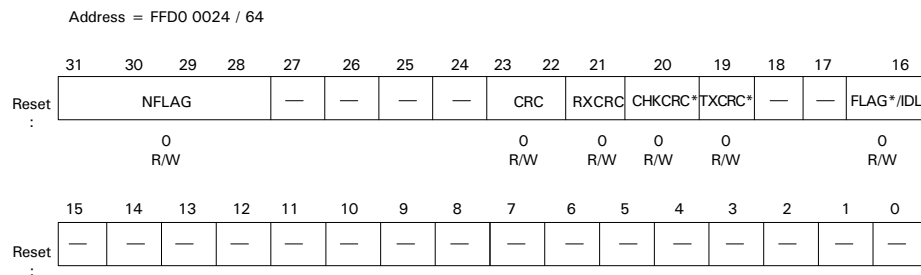 Address = FFD0 0024 / 64
31 30 29 28 27 26 25 24 23 22 21 20 19 18 17 16
Reset : NFLAG — — — — CRC RXCRC CHKCRC* TXCRC* — — FLAG*/IDL
0 0 0 0 0 0
R/W R/W R/W R/W R/W R/W
15 14 13 12 11 10 9 8 7 6 5 4 3 2 1 0
Reset : — — — — — — — — — — — — — — — —